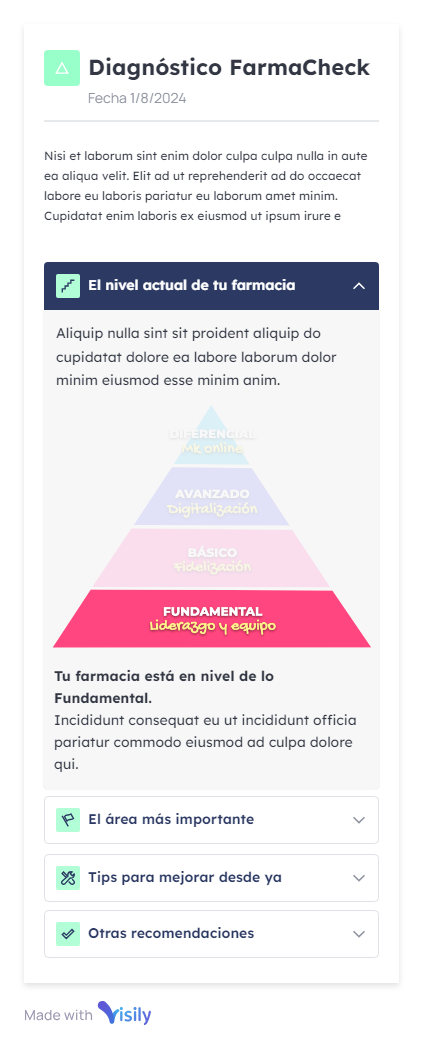 Diagnóstico FarmaCheck
Fecha 1/8/2024
Nisi et laborum sint enim dolor culpa culpa nulla in aute
ea aliqua velit. Elit ad ut reprehenderit ad do occaecat
labore eu laboris pariatur eu laborum amet minim.
Cupidatat enim laboris ex eiusmod ut ipsum irure e
El nivel actual de tu farmacia
Aliquip nulla sint sit proident aliquip do
cupidatat dolore ea labore laborum dolor
minim eiusmod esse minim anim.
DIFERENCIAL
Mk online
AVANZADO
Digitalización
BÁSICO
Fidelización
FUNDAMENTAL
Liderazgo y equipo
Tu farmacia está en nivel de lo
Fundamental.
Incididunt consequat eu ut incididunt officia
pariatur commodo eiusmod ad culpa dolore
qui.
El área más importante
Tips para mejorar desde ya
Otras recomendaciones
Made with Visily